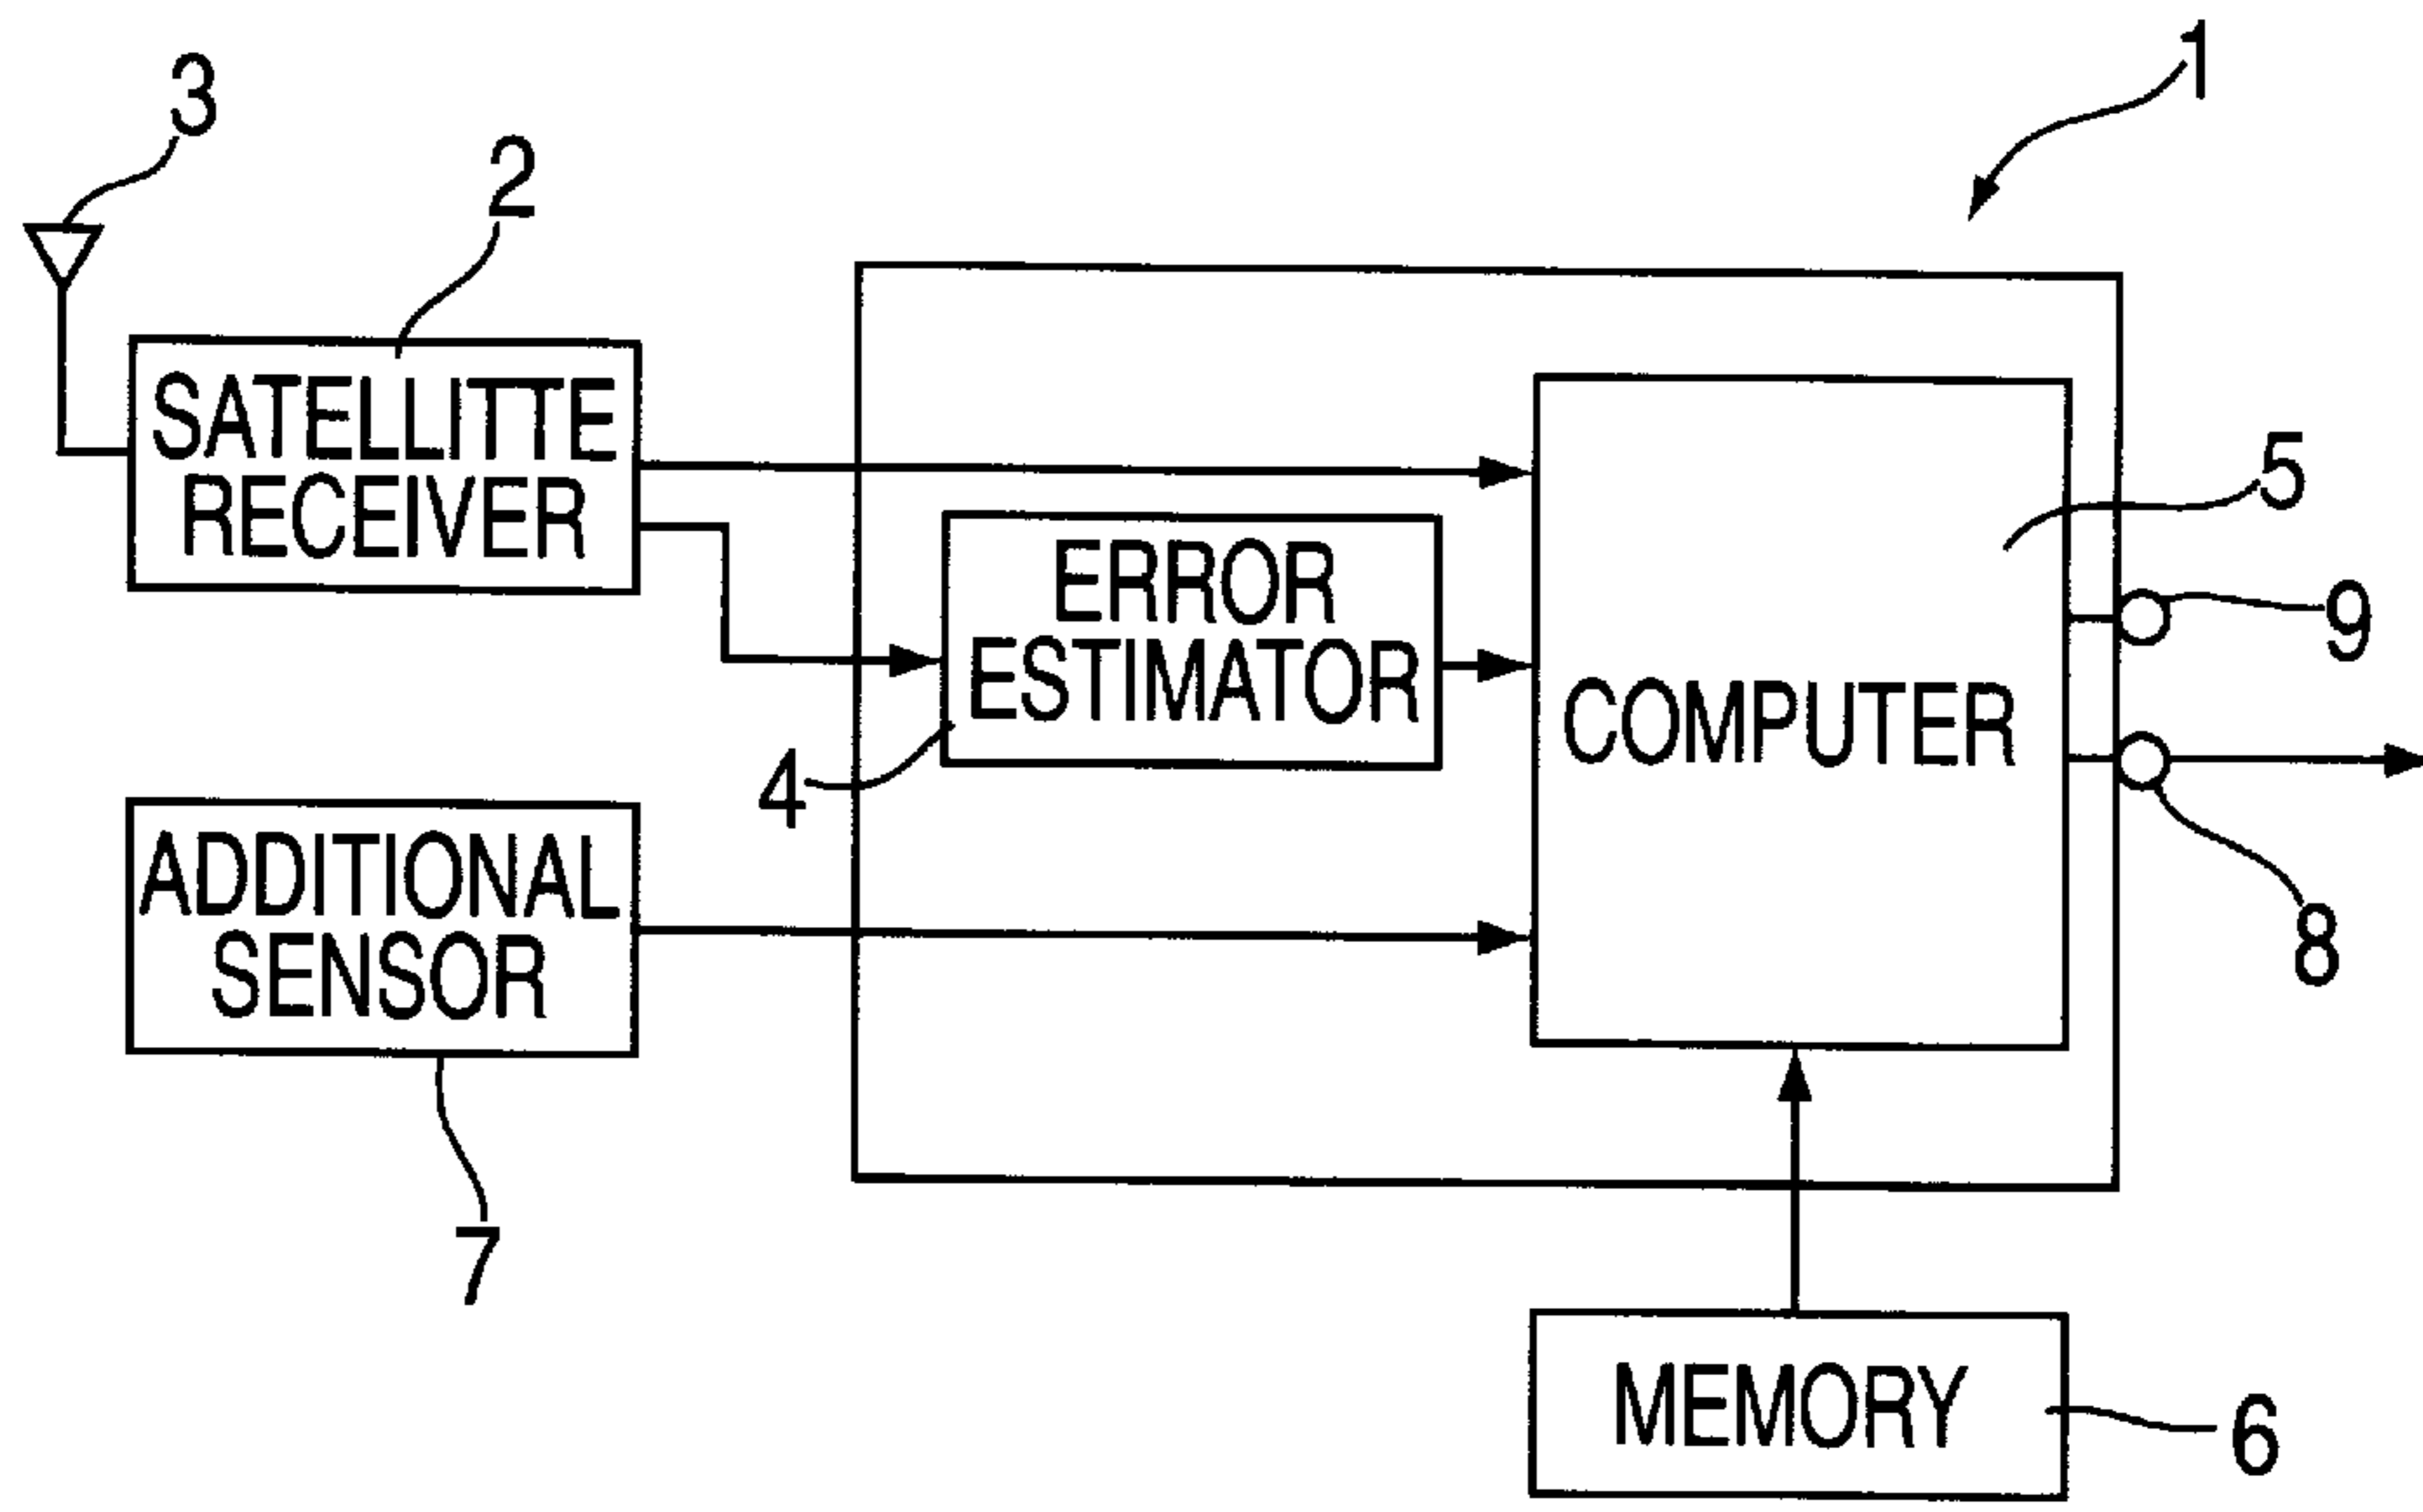 1
3
2
SATELLITTE
RECEIVER
5
ERROR
ESTIMATOR
9
COMPUTER
4
ADDITIONAL
SENSOR
8
7
MEMORY
6